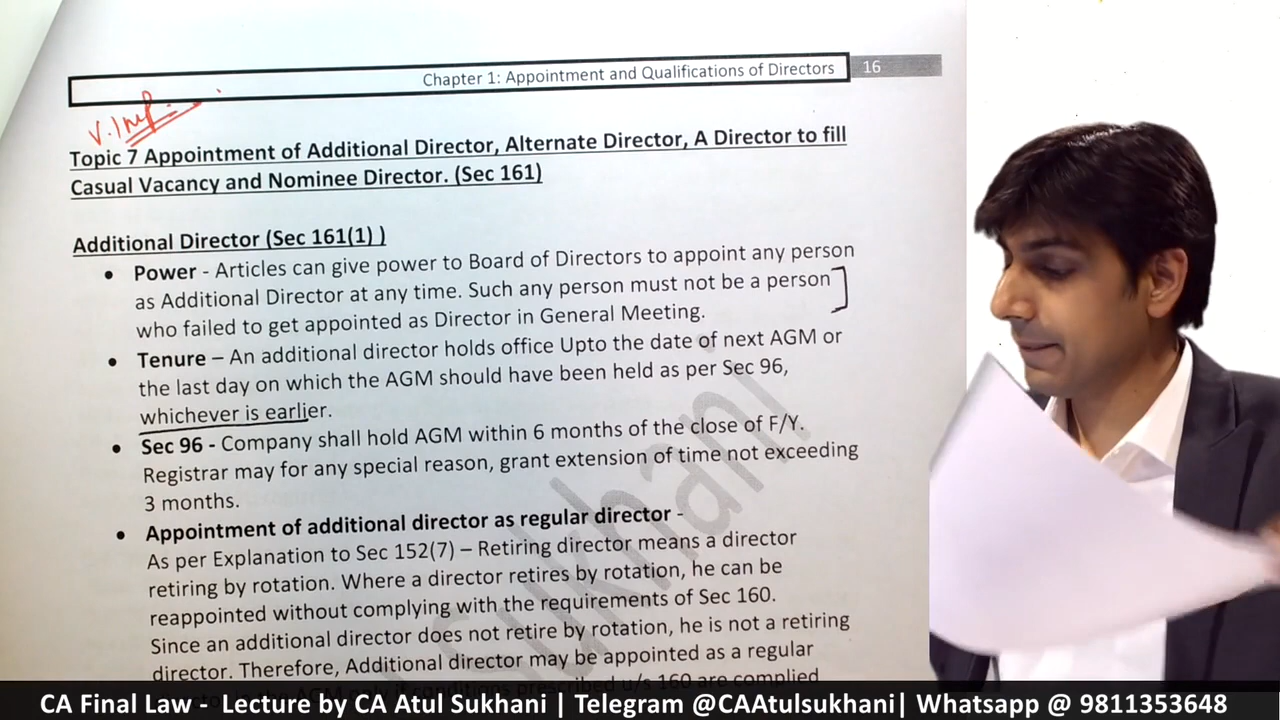 Chapter 1: Appointment and Qualifications of Directors 16
V. Imp
Topic 7 Appointment of Additional Director, Alternate Director, A Director to fill
Casual Vacancy and Nominee Director. (Sec 161)
Additional Director (Sec 161(1) )
• Power - Articles can give power to Board of Directors to appoint any person
as Additional Director at any time. Such any person must not be a person
who failed to get appointed as Director in General Meeting.
• Tenure – An additional director holds office Upto the date of next AGM or
the last day on which the AGM should have been held as per Sec 96,
whichever is earlier.
• Sec 96 - Company shall hold AGM within 6 months of the close of F/Y.
Registrar may for any special reason, grant extension of time not exceeding
3 months.
• Appointment of additional director as regular director -
As per Explanation to Sec 152(7) – Retiring director means a director
retiring by rotation. Where a director retires by rotation, he can be
reappointed without complying with the requirements of Sec 160.
Since an additional director does not retire by rotation, he is not a retiring
director. Therefore, Additional director may be appointed as a regular
prescribed u/s 160 are complied
Sukhani
CA Final Law - Lecture by CA Atul Sukhani | Telegram @CAAtulsukhani| Whatsapp @ 9811353648